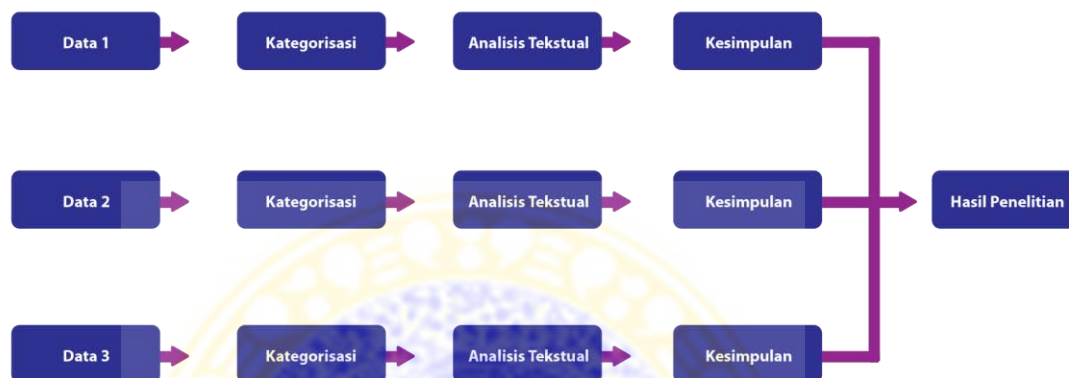 Data 1
Kategorisasi
Analisis Tekstual
Kesimpulan
Data 2
Kategorisasi
Analisis Tekstual
Kesimpulan
Hasil Penelitian
Data 3
Kategorisasi
Analisis Tekstual
Kesimpulan